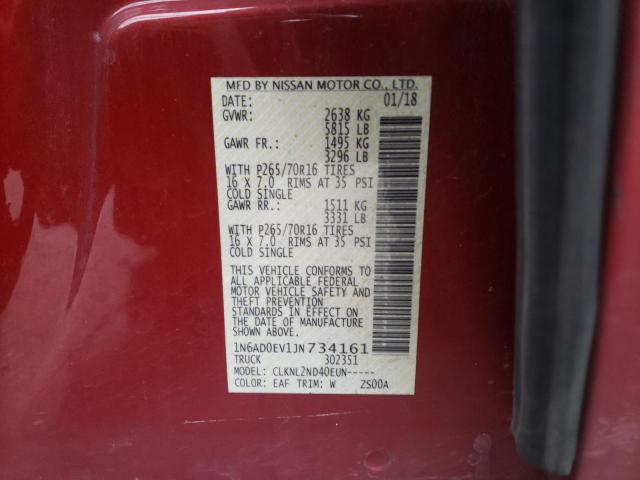 MFD BY NISSAN MOTOR CO., LTD.
DATE: 01/18
GVWR: 2638 KG
5815 LB
GAWR FR.: 1495 KG
3296 LB
WITH P265/70R16 TIRES
16 X 7.0 RIMS AT 35 PSI
COLD SINGLE
GAWR RR.: 1511 KG
3331 LB
WITH P265/70R16 TIRES
16 X 7.0 RIMS AT 35 PSI
COLD SINGLE
THIS VEHICLE CONFORMS TO
ALL APPLICABLE FEDERAL
MOTOR VEHICLE SAFETY AND
THEFT PREVENTION
STANDARDS IN EFFECT ON
THE DATE OF MANUFACTURE
SHOWN ABOVE.
1N6AD0EV1JN734161
TRUCK 302351
MODEL: CLKNL2ND40EUN-----
COLOR: EAF TRIM: W ZS00A